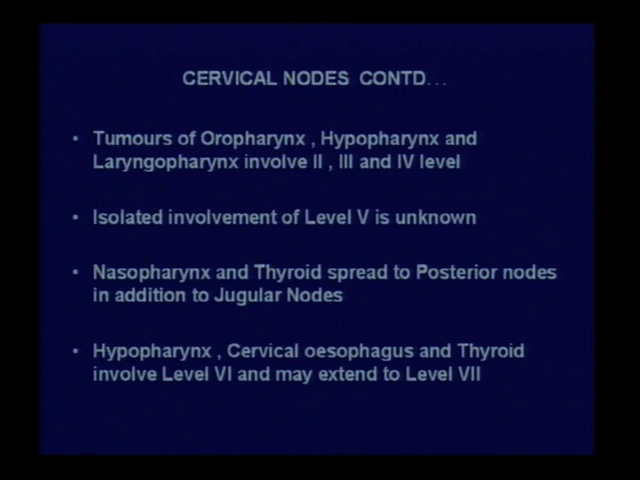 CERVICAL NODES CONTD...
• Tumours of Oropharynx , Hypopharynx and
Laryngopharynx involve II , III and IV level
• Isolated involvement of Level V is unknown
• Nasopharynx and Thyroid spread to Posterior nodes
in addition to Jugular Nodes
• Hypopharynx , Cervical oesophagus and Thyroid
involve Level VI and may extend to Level VII